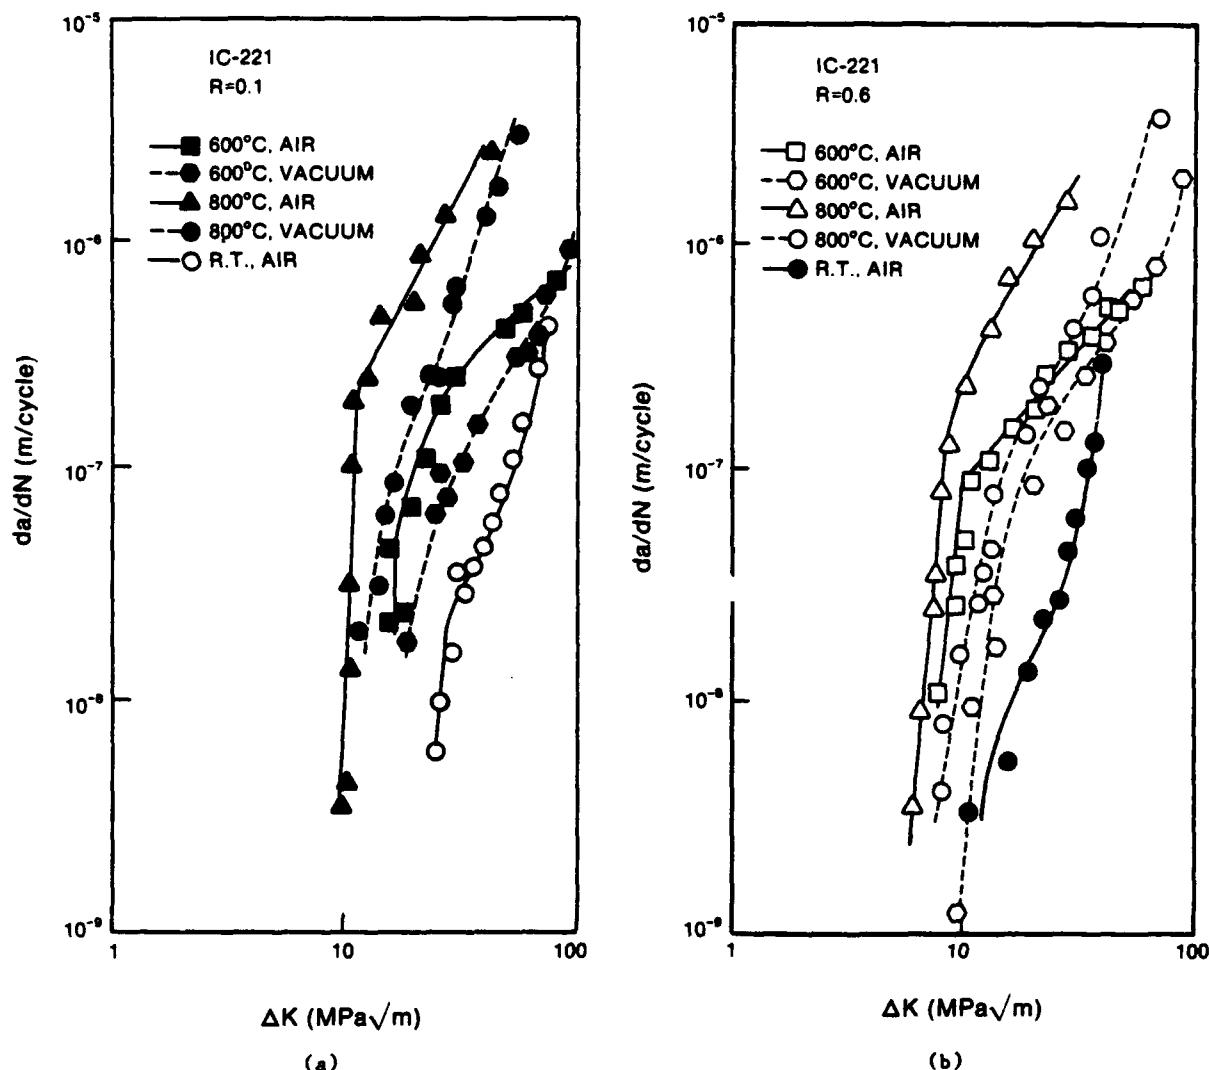 10⁻⁵
10⁻⁶
10⁻⁷
10⁻⁸
10⁻⁹
da/dN (m/cycle)
IC-221
R=0.1
600°C, AIR
600°C, VACUUM
800°C, AIR
800°C, VACUUM
R.T., AIR
1
10
100
ΔK (MPa√m)
(a)
10⁻⁵
10⁻⁶
10⁻⁷
10⁻⁸
10⁻⁹
da/dN (m/cycle)
IC-221
R=0.6
600°C, AIR
600°C, VACUUM
800°C, AIR
800°C, VACUUM
R.T., AIR
1
10
100
ΔK (MPa√m)
(b)